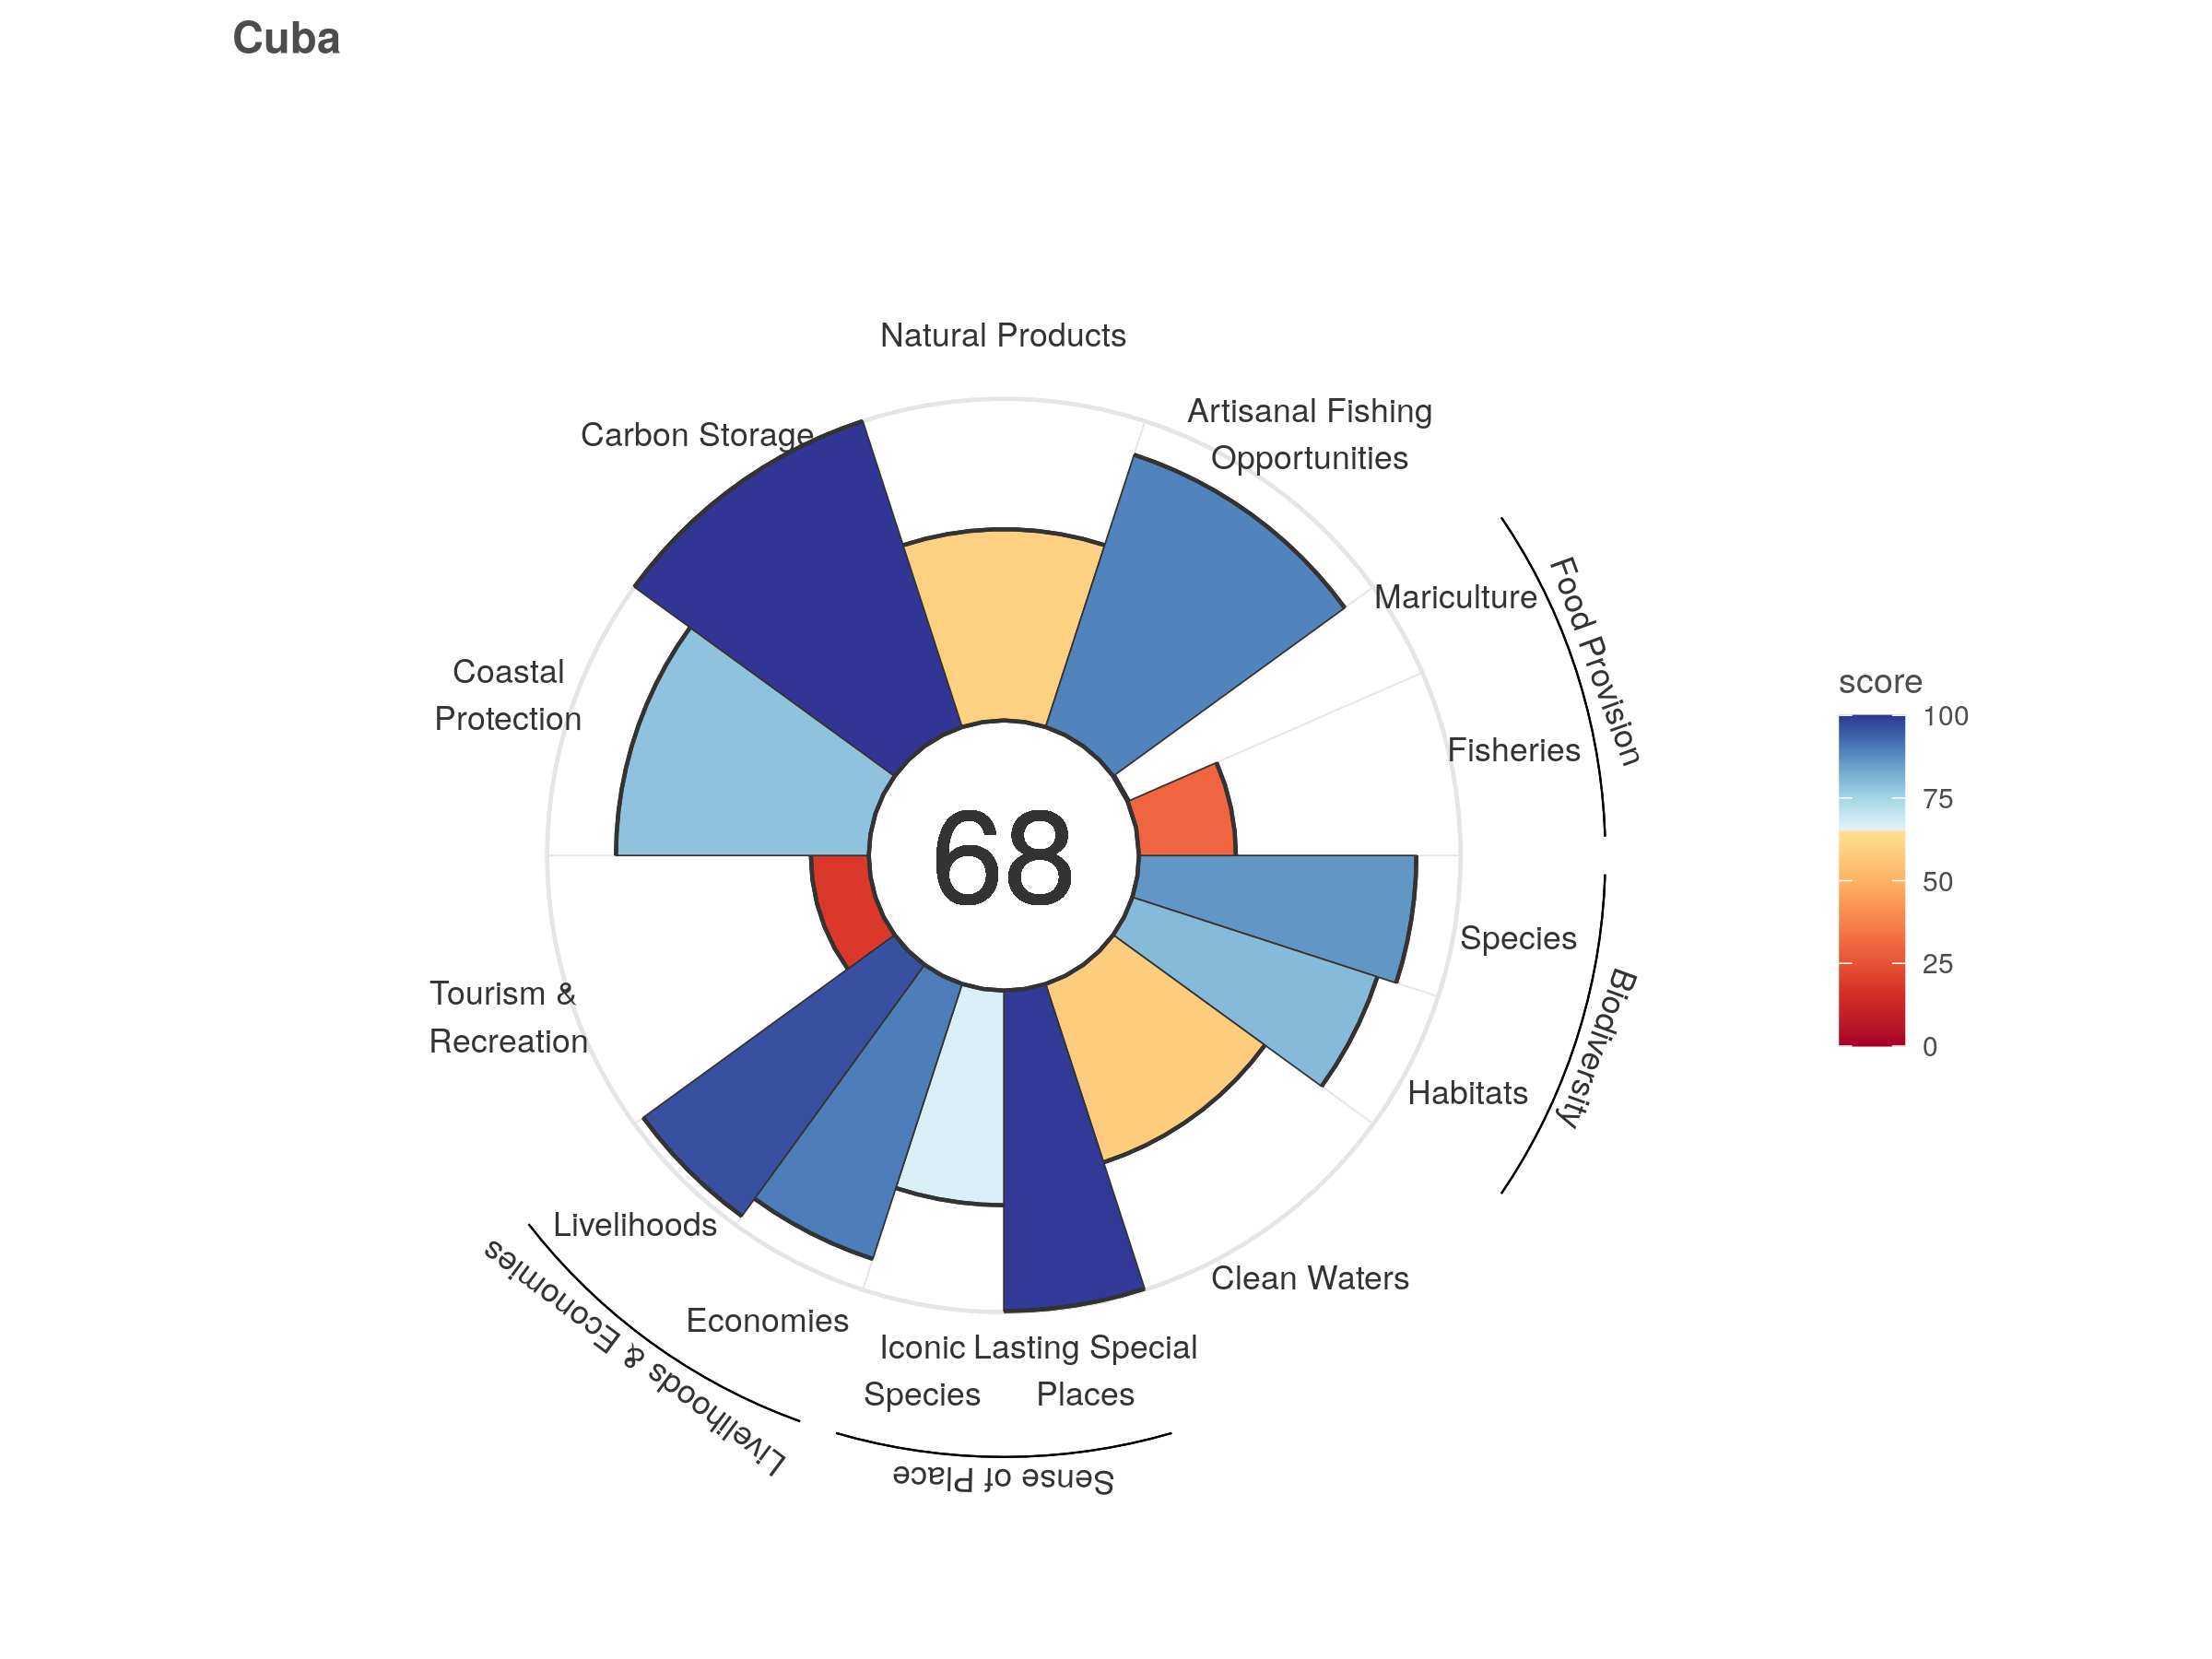 Cuba
Natural Products
Artisanal Fishing
Opportunities
Carbon Storage
Mariculture
Food Provision
Fisheries
Coastal
Protection
68
score
100
75
50
25
0
Species
Biodiversity
Habitats
Tourism &
Recreation
Livelihoods
Clean Waters
Economies
Livelihoods & Economies
Iconic
Species
Lasting Special
Places
Sense of Place